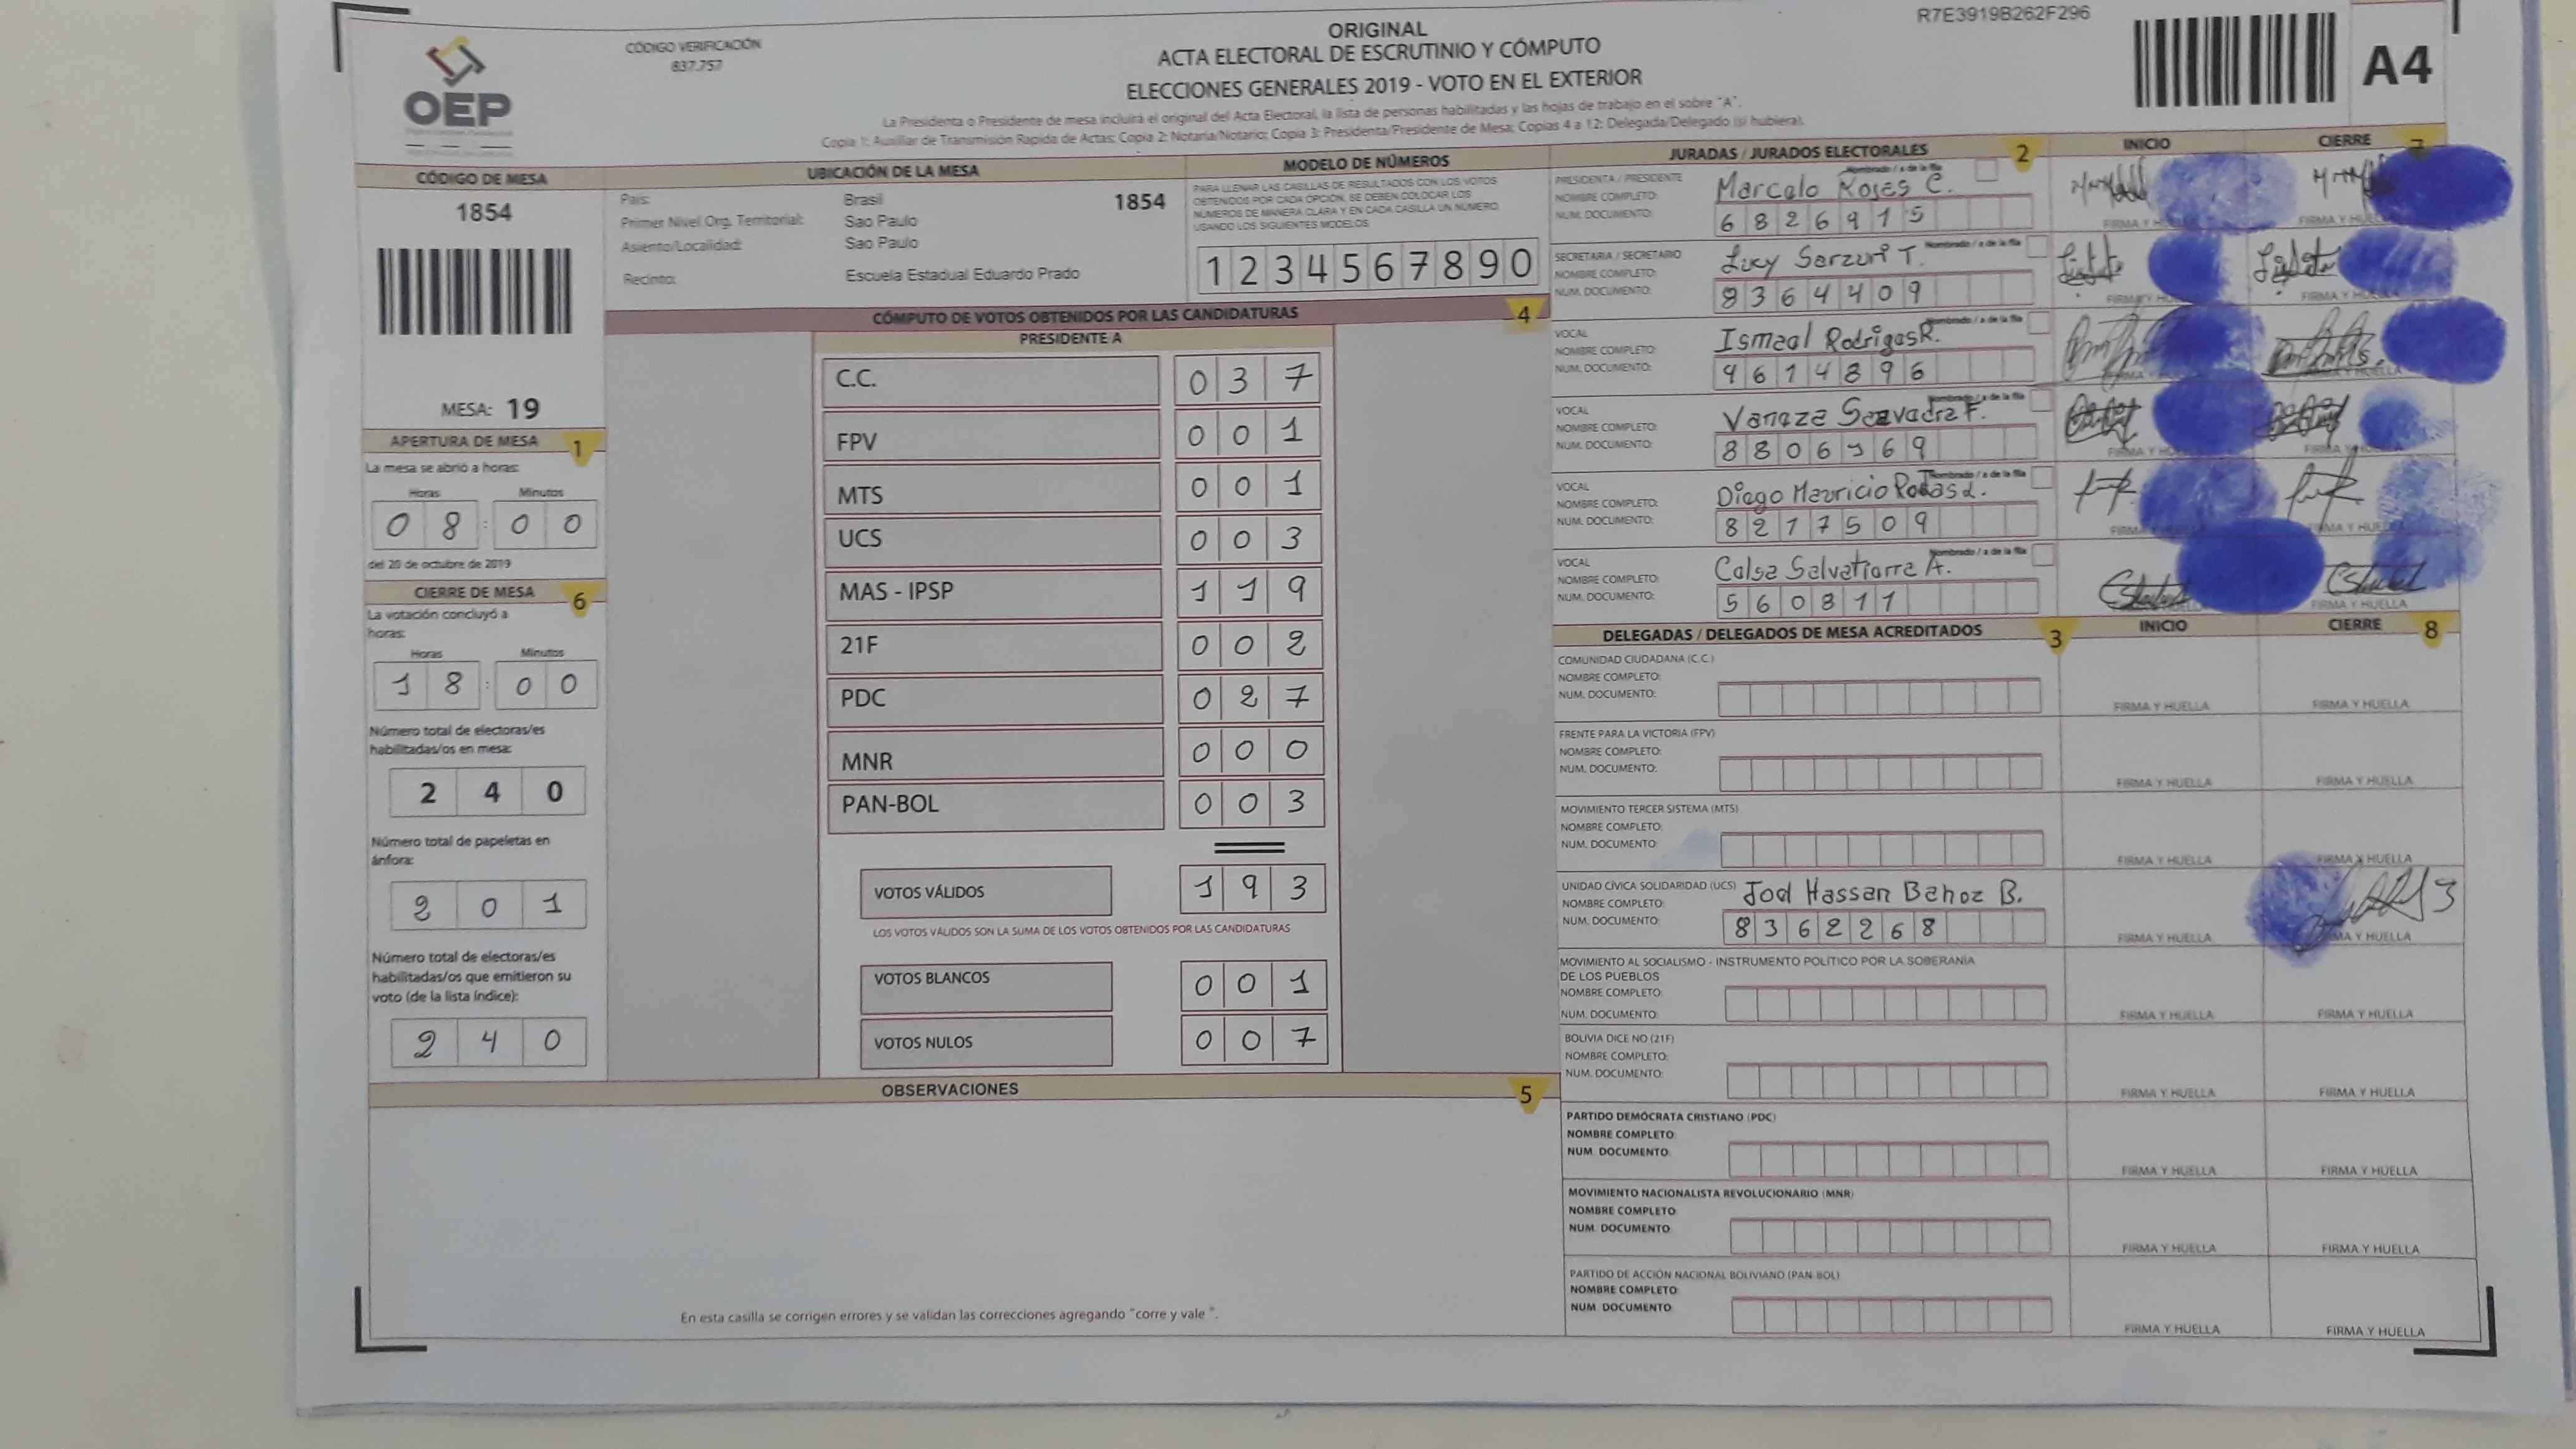 ORIGINAL
ACTA ELECTORAL DE ESCRUTINIO Y CÓMPUTO
ELECCIONES GENERALES 2019 - VOTO EN EL EXTERIOR
La Presidenta o Presidente de mesa incluirá el original del Acta Electoral, la lista de personas habilitadas y las hojas de trabajo en el sobre "A".
Copia 1: Auxiliar de Transmisión Rapida de Actas; Copia 2: Notaria/Notario; Copia 3: Presidenta/Presidente de Mesa; Copias 4 a 12: Delegada/Delegado (si hubiera).
R7E3919B262F296
A4
OEP
CÓDIGO VERIFICACIÓN
837.757
CÓDIGO DE MESA
1854
MESA: 19
APERTURA DE MESA 1
La mesa se abrió a horas:
Horas Minutos
0 8 : 0 0
del 20 de octubre de 2019
CIERRE DE MESA 6
La votación concluyó a
horas:
Horas Minutos
1 8 : 0 0
Número total de electoras/es
habilitadas/os en mesa:
2 4 0
Número total de papeletas en
ánfora:
2 0 1
Número total de electoras/es
habilitadas/os que emitieron su
voto (de la lista índice):
2 4 0
UBICACIÓN DE LA MESA
País: Brasil 1854
Primer Nivel Org. Territorial: Sao Paulo
Asiento/Localidad: Sao Paulo
Recinto: Escuela Estadual Eduardo Prado
MODELO DE NÚMEROS
PARA LLENAR LAS CASILLAS DE RESULTADOS CON LOS VOTOS
OBTENIDOS POR CADA OPCIÓN, SE DEBEN COLOCAR LOS
NÚMEROS DE MANERA CLARA Y EN CADA CASILLA UN NÚMERO,
USANDO LOS SIGUIENTES MODELOS
1 2 3 4 5 6 7 8 9 0
CÓMPUTO DE VOTOS OBTENIDOS POR LAS CANDIDATURAS 4
PRESIDENTE A
C.C. 0 3 7
FPV 0 0 1
MTS 0 0 1
UCS 0 0 3
MAS - IPSP 1 1 9
21F 0 0 2
PDC 0 2 7
MNR 0 0 0
PAN-BOL 0 0 3
VOTOS VÁLIDOS 1 9 3
LOS VOTOS VÁLIDOS SON LA SUMA DE LOS VOTOS OBTENIDOS POR LAS CANDIDATURAS
VOTOS BLANCOS 0 0 1
VOTOS NULOS 0 0 7
OBSERVACIONES 5
En esta casilla se corrigen errores y se validan las correcciones agregando "corre y vale ".
JURADAS / JURADOS ELECTORALES 2 INICIO CIERRE 7
PRESIDENTA / PRESIDENTE Nombrado / a de la fila
NOMBRE COMPLETO: Marcelo Roses C.
NUM. DOCUMENTO: 6 8 2 6 9 1 5
FIRMA Y HUELLA
SECRETARIA / SECRETARIO Nombrado / a de la fila
NOMBRE COMPLETO: Lucy Sarzuri T.
NUM. DOCUMENTO: 8 3 6 4 4 0 9
FIRMA Y HUELLA
VOCAL Nombrado / a de la fila
NOMBRE COMPLETO: Ismael Rodrigas R.
NUM. DOCUMENTO: 4 6 1 4 8 9 6
VOCAL Nombrado / a de la fila
NOMBRE COMPLETO: F.
NUM. DOCUMENTO: 8 8 0 6 9 6 9
VOCAL Nombrado / a de la fila
NOMBRE COMPLETO: Diego Mauricio Rodas L.
NUM. DOCUMENTO: 8 2 1 7 5 0 9
VOCAL Nombrado / a de la fila
NOMBRE COMPLETO: Salvatiarre A.
NUM. DOCUMENTO: 5 6 0 8 1 1
FIRMA Y HUELLA
DELEGADAS / DELEGADOS DE MESA ACREDITADOS 3 INICIO CIERRE 8
COMUNIDAD CIUDADANA (C.C.)
NOMBRE COMPLETO:
NUM. DOCUMENTO: FIRMA Y HUELLA FIRMA Y HUELLA
FRENTE PARA LA VICTORIA (FPV)
NOMBRE COMPLETO:
NUM. DOCUMENTO: FIRMA Y HUELLA FIRMA Y HUELLA
MOVIMIENTO TERCER SISTEMA (MTS)
NOMBRE COMPLETO:
NUM. DOCUMENTO: FIRMA Y HUELLA FIRMA Y HUELLA
UNIDAD CÍVICA SOLIDARIDAD (UCS)
NOMBRE COMPLETO: Joel Hassan Bahoz B.
NUM. DOCUMENTO: 8 3 6 2 2 6 8 FIRMA Y HUELLA FIRMA Y HUELLA
MOVIMIENTO AL SOCIALISMO - INSTRUMENTO POLÍTICO POR LA SOBERANÍA
DE LOS PUEBLOS
NOMBRE COMPLETO:
NUM. DOCUMENTO: FIRMA Y HUELLA FIRMA Y HUELLA
BOLIVIA DICE NO (21F)
NOMBRE COMPLETO:
NUM. DOCUMENTO: FIRMA Y HUELLA FIRMA Y HUELLA
PARTIDO DEMÓCRATA CRISTIANO (PDC)
NOMBRE COMPLETO
NUM. DOCUMENTO FIRMA Y HUELLA FIRMA Y HUELLA
MOVIMIENTO NACIONALISTA REVOLUCIONARIO (MNR)
NOMBRE COMPLETO
NUM. DOCUMENTO FIRMA Y HUELLA FIRMA Y HUELLA
PARTIDO DE ACCIÓN NACIONAL BOLIVIANO (PAN-BOL)
NOMBRE COMPLETO
NUM. DOCUMENTO FIRMA Y HUELLA FIRMA Y HUELLA